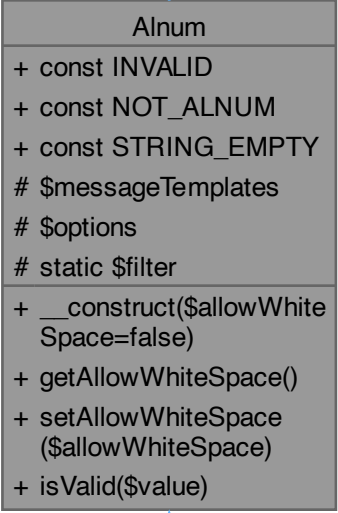 Alnum
+ const INVALID
+ const NOT_ALNUM
+ const STRING_EMPTY
# $messageTemplates
# $options
# static $filter
+ __construct($allowWhite
Space=false)
+ getAllowWhiteSpace()
+ setAllowWhiteSpace
($allowWhiteSpace)
+ isValid($value)